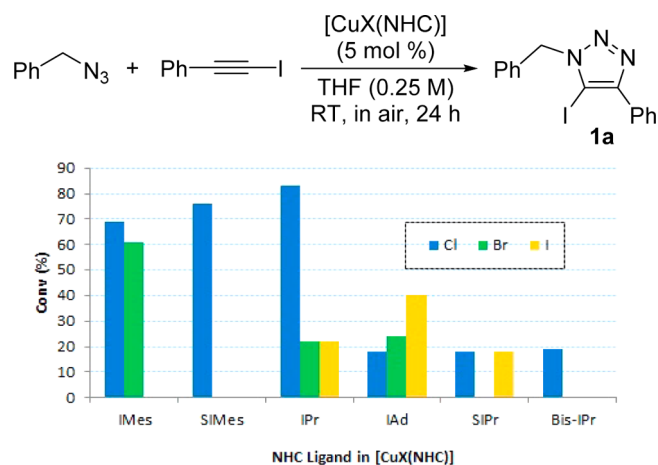 [CuX(NHC)]
(5 mol %)
Ph N₃ + Ph I
THF (0.25 M)
RT, in air, 24 h
Ph N N N
I Ph
1a
90
80
70
60
50
40
30
20
10
0
Conv (%)
Cl Br I
IMes SIMes IPr IAd SIPr Bis-IPr
NHC Ligand in [CuX(NHC)]